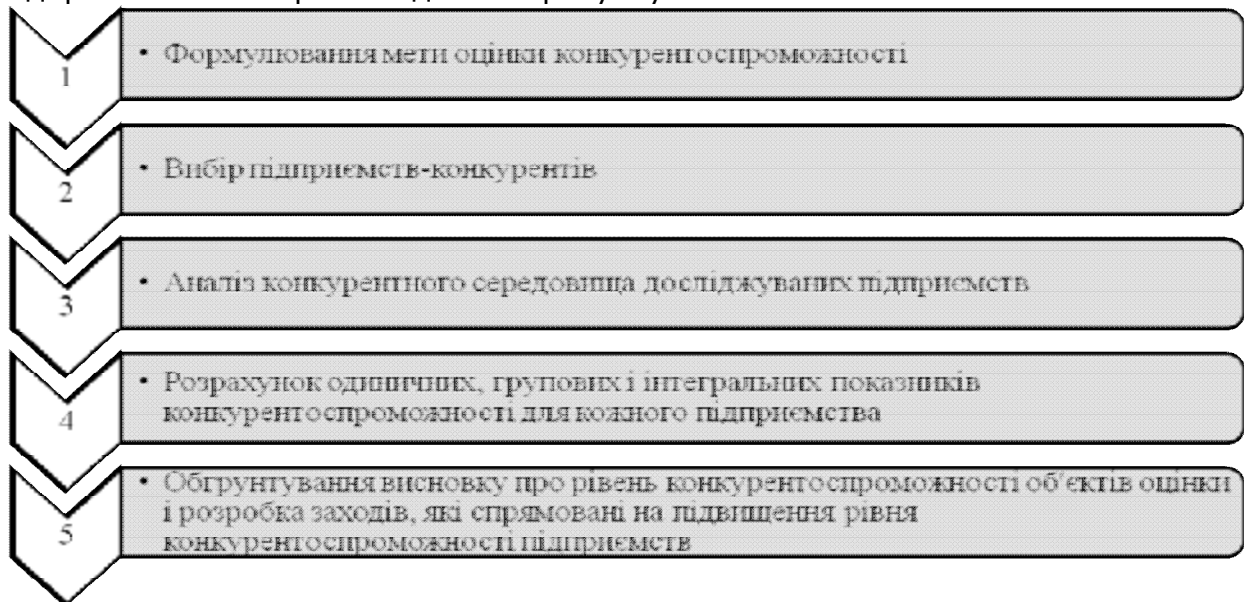 1
• Формулювання мети оцінки конкурентоспроможності
2
• Вибір підприємств-конкурентів
3
• Аналіз конкурентного середовища досліджуваних підприємств
4
• Розрахунок одиничних, групових і інтегральних показників
конкурентоспроможності для кожного підприємства
5
• Обгрунтування висновку про рівень конкурентоспроможності об'єктів оцінки
і розробка заходів, які спрямовані на підвищення рівня
конкурентоспроможності підприємств